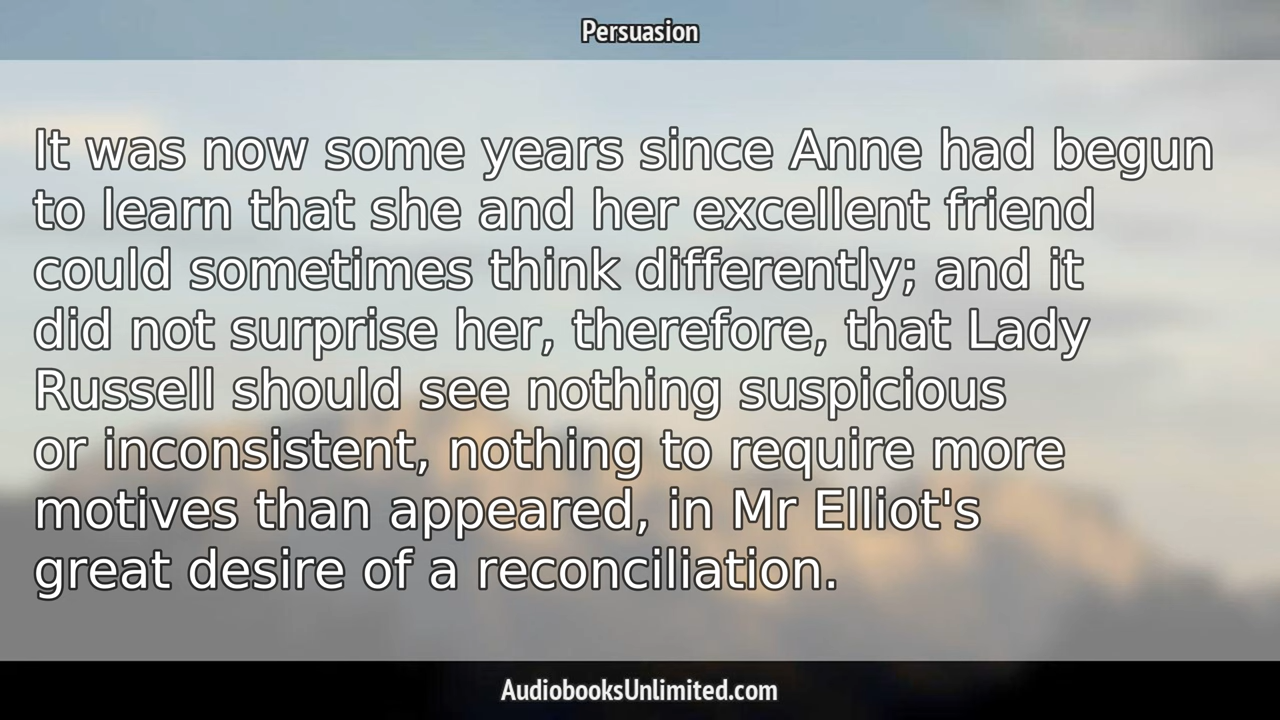 Persuasion
It was now some years since Anne had begun
to learn that she and her excellent friend
could sometimes think differently; and it
did not surprise her, therefore, that Lady
Russell should see nothing suspicious
or inconsistent, nothing to require more
motives than appeared, in Mr Elliot's
great desire of a reconciliation.
AudiobooksUnlimited.com